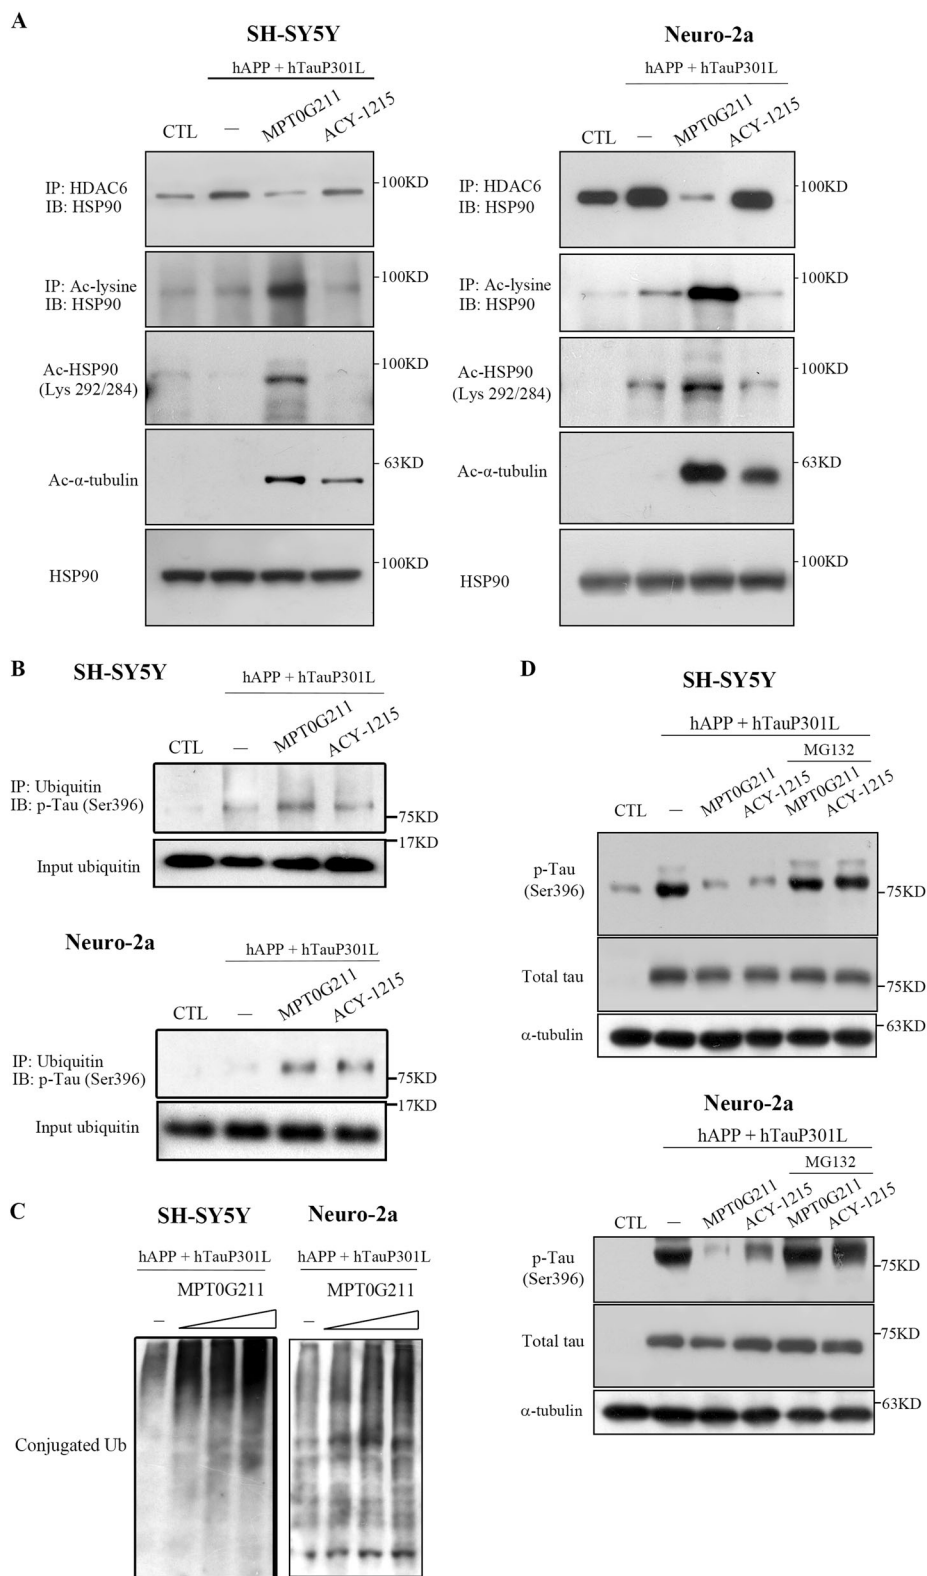 A
SH-SY5Y
hAPP + hTauP301L
CTL
—
MPT0G211
ACY-1215
IP: HDAC6
IB: HSP90
100KD
IP: Ac-lysine
IB: HSP90
100KD
Ac-HSP90
(Lys 292/284)
100KD
Ac-α-tubulin
63KD
HSP90
100KD
Neuro-2a
hAPP + hTauP301L
CTL
—
MPT0G211
ACY-1215
IP: HDAC6
IB: HSP90
100KD
IP: Ac-lysine
IB: HSP90
100KD
Ac-HSP90
(Lys 292/284)
100KD
Ac-α-tubulin
63KD
HSP90
100KD
B
SH-SY5Y
hAPP + hTauP301L
CTL
—
MPT0G211
ACY-1215
IP: Ubiquitin
IB: p-Tau (Ser396)
75KD
17KD
Input ubiquitin
Neuro-2a
hAPP + hTauP301L
CTL
—
MPT0G211
ACY-1215
IP: Ubiquitin
IB: p-Tau (Ser396)
75KD
17KD
Input ubiquitin
C
SH-SY5Y
hAPP + hTauP301L
MPT0G211
—
Neuro-2a
hAPP + hTauP301L
MPT0G211
—
Conjugated Ub
D
SH-SY5Y
hAPP + hTauP301L
MG132
CTL
—
MPT0G211
ACY-1215
MPT0G211
ACY-1215
p-Tau
(Ser396)
75KD
Total tau
75KD
α-tubulin
63KD
Neuro-2a
hAPP + hTauP301L
MG132
CTL
—
MPT0G211
ACY-1215
MPT0G211
ACY-1215
p-Tau
(Ser396)
75KD
Total tau
75KD
α-tubulin
63KD